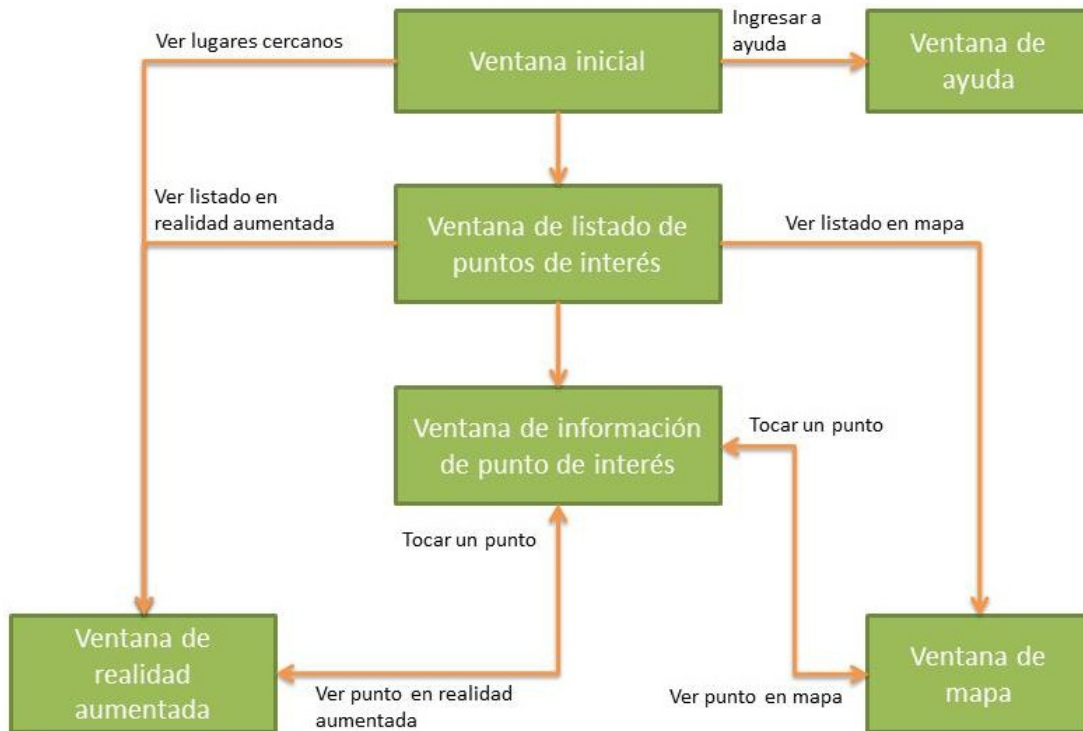 Ver lugares cercanos
Ventana inicial
Ingresar a
ayuda
Ventana de
ayuda
Ver listado en
realidad aumentada
Ventana de listado de
puntos de interés
Ver listado en mapa
Ventana de información
de punto de interés
Tocar un punto
Tocar un punto
Ventana de
realidad
aumentada
Ver punto en realidad
aumentada
Ver punto en mapa
Ventana de
mapa